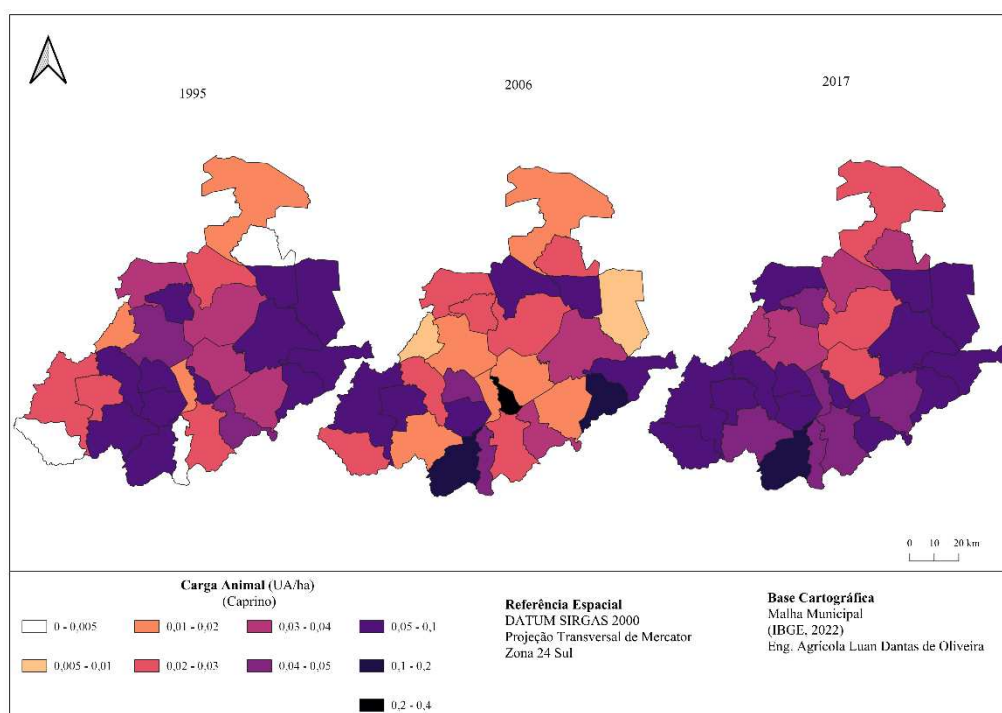 1995
2006
2017
0 10 20 km
Carga Animal (UA/ha)
(Caprino)
0 - 0,005
0,01 - 0,02
0,03 - 0,04
0,05 - 0,1
0,005 - 0,01
0,02 - 0,03
0,04 - 0,05
0,1 - 0,2
0,2 - 0,4
Referência Espacial
DATUM SIRGAS 2000
Projeção Transversal de Mercator
Zona 24 Sul
Base Cartográfica
Malha Municipal
(IBGE, 2022)
Eng. Agrícola Luan Dantas de Oliveira